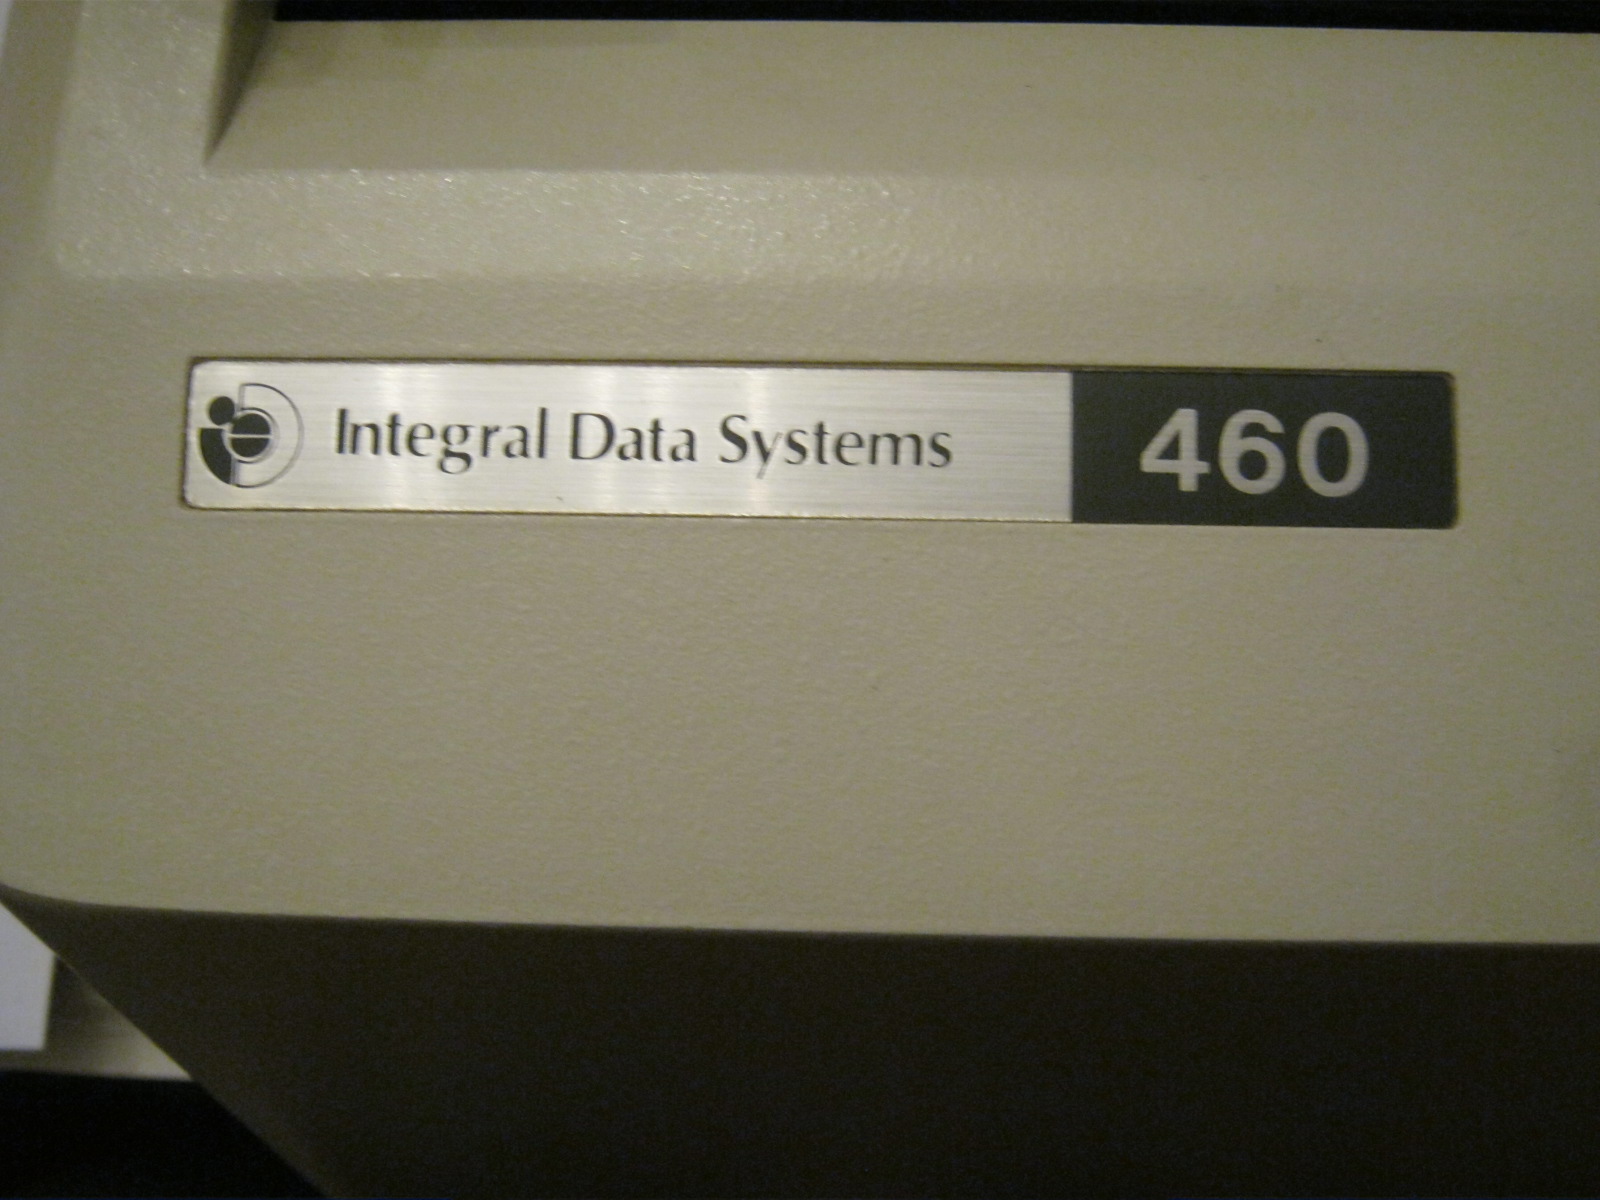 Integral Data Systems 460